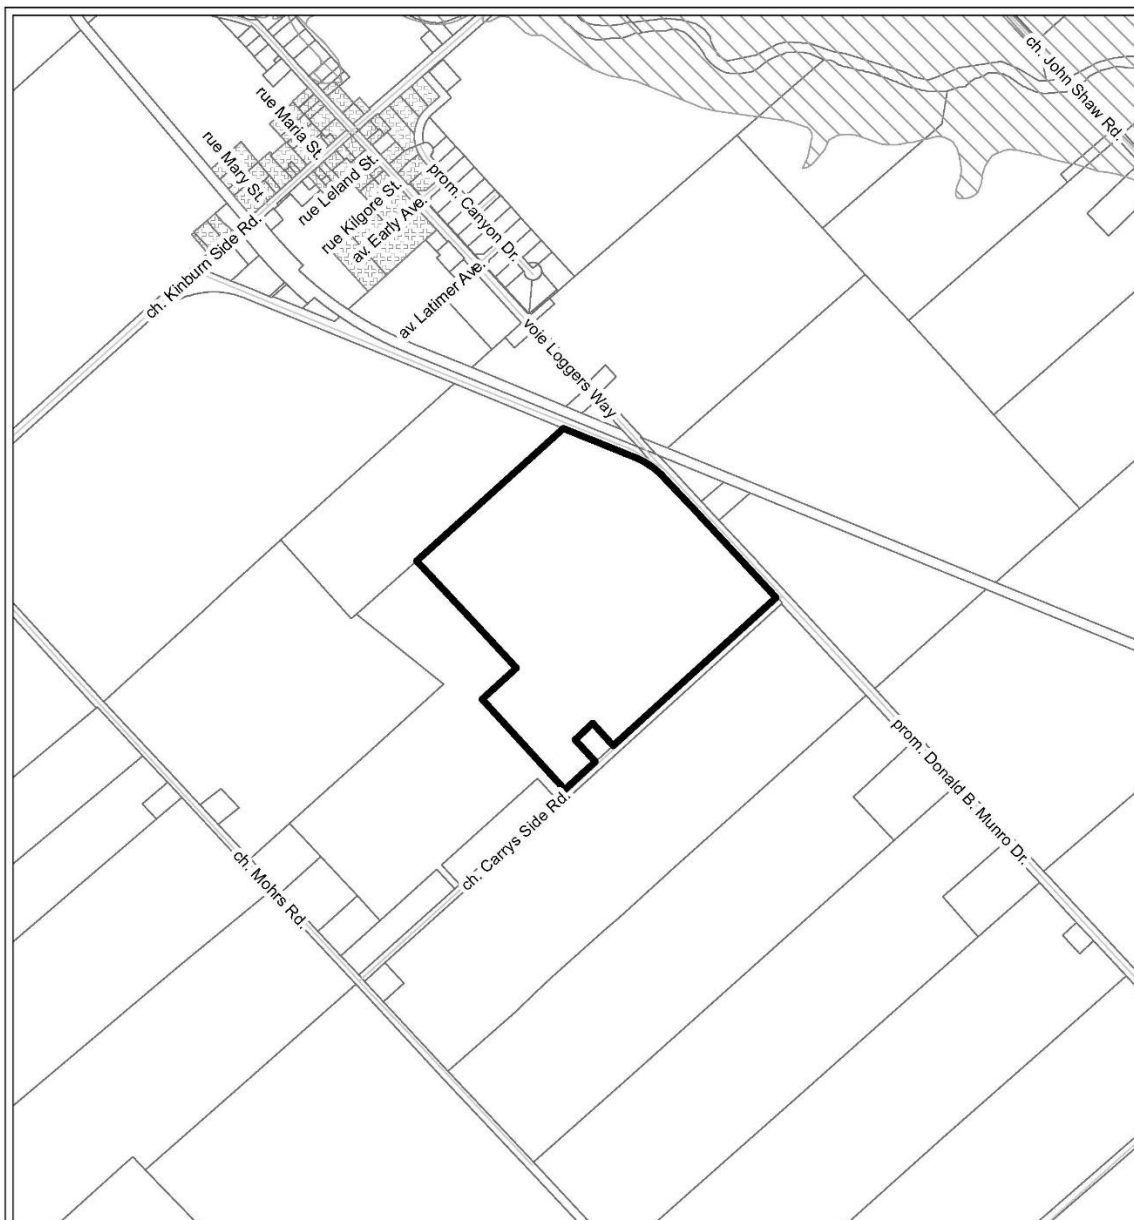 ch. John Shaw Rd.
rue Maria St.
rue Mary St.
rue Leland St.
prom. Canyon Dr.
rue Kilgore St.
av. Early Ave.
ch. Kinburn Side Rd.
av. Latimer Ave.
voie Loggers Way
prom. Donald B. Munro Dr.
ch. Carrys Side Rd.
ch. Mohrs Rd.